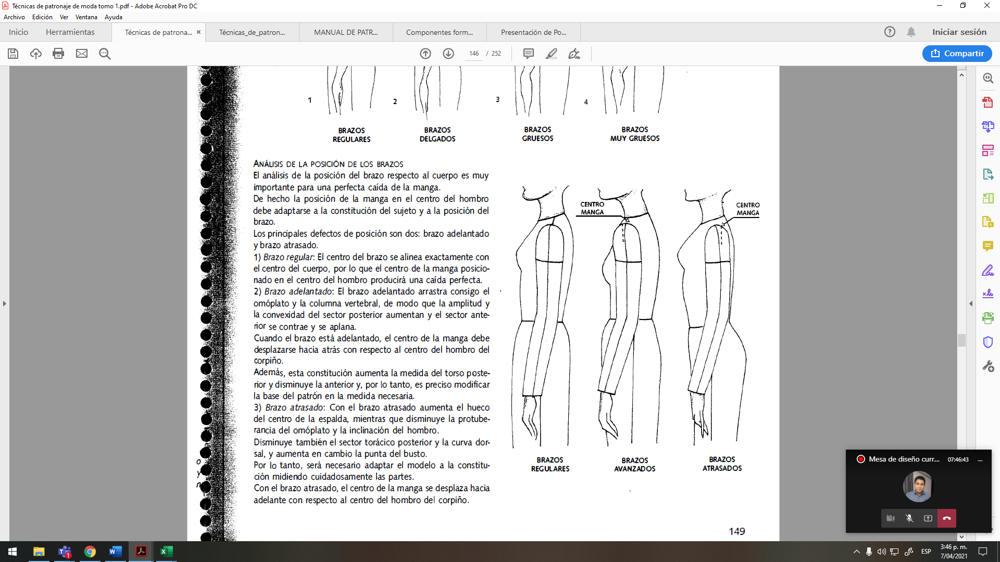 Técnicas de patronaje de moda tomo 1.pdf - Adobe Acrobat Pro DC
Archivo Edición Ver Ventana Ayuda
Inicio Herramientas Técnicas de patrona... × Técnicas_de_patron... MANUAL DE PATR... Componentes form... Presentación de Po... Iniciar sesión
146 / 252 Compartir
1 2 3 4
BRAZOS
REGULARES
BRAZOS
DELGADOS
BRAZOS
GRUESOS
BRAZOS
MUY GRUESOS
ANÁLISIS DE LA POSICIÓN DE LOS BRAZOS
El análisis de la posición del brazo respecto al cuerpo es muy
importante para una perfecta caída de la manga.
De hecho la posición de la manga en el centro del hombro
debe adaptarse a la constitución del sujeto y a la posición del
brazo.
Los principales defectos de posición son dos: brazo adelantado
y brazo atrasado.
1) Brazo regular: El centro del brazo se alinea exactamente con
el centro del cuerpo, por lo que el centro de la manga posicio-
nado en el centro del hombro producirá una caída perfecta.
2) Brazo adelantado: El brazo adelantado arrastra consigo el
omóplato y la columna vertebral, de modo que la amplitud y
la convexidad del sector posterior aumentan y el sector ante-
rior se contrae y se aplana.
Cuando el brazo está adelantado, el centro de la manga debe
desplazarse hacia atrás con respecto al centro del hombro del
corpiño.
Además, esta constitución aumenta la medida del torso poste-
rior y disminuye la anterior y, por lo tanto, es preciso modificar
la base del patrón en la medida necesaria.
3) Brazo atrasado: Con el brazo atrasado aumenta el hueco
del centro de la espalda, mientras que disminuye la protube-
rancia del omóplato y la inclinación del hombro.
Disminuye también el sector torácico posterior y la curva dor-
sal, y aumenta en cambio la punta del busto.
Por lo tanto, será necesario adaptar el modelo a la constitu-
ción midiendo cuidadosamente las partes.
Con el brazo atrasado, el centro de la manga se desplaza hacia
adelante con respecto al centro del hombro del corpiño.
CENTRO
MANGA
CENTRO
MANGA
BRAZOS
REGULARES
BRAZOS
AVANZADOS
BRAZOS
ATRASADOS
o
y
n
149
Mesa de diseño curr... 07:46:43
1
ESP
3:46 p. m.
7/04/2021